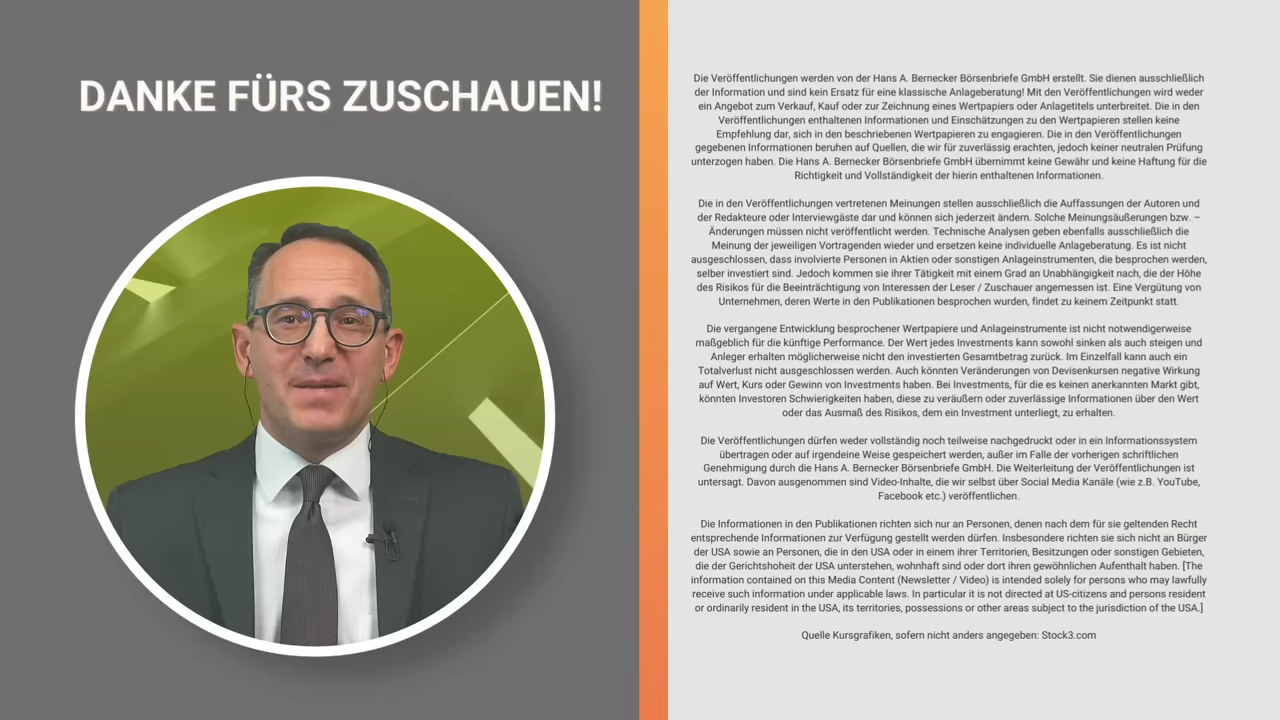 DANKE FÜRS ZUSCHAUEN!
Die Veröffentlichungen werden von der Hans A. Bernecker Börsenbriefe GmbH erstellt. Sie dienen ausschließlich
der Information und sind kein Ersatz für eine klassische Anlageberatung! Mit den Veröffentlichungen wird weder
ein Angebot zum Verkauf, Kauf oder zur Zeichnung eines Wertpapiers oder Anlagetitels unterbreitet. Die in den
Veröffentlichungen enthaltenen Informationen und Einschätzungen zu den Wertpapieren stellen keine
Empfehlung dar, sich in den beschriebenen Wertpapieren zu engagieren. Die in den Veröffentlichungen
gegebenen Informationen beruhen auf Quellen, die wir für zuverlässig erachten, jedoch keiner neutralen Prüfung
unterzogen haben. Die Hans A. Bernecker Börsenbriefe GmbH übernimmt keine Gewähr und keine Haftung für die
Richtigkeit und Vollständigkeit der hierin enthaltenen Informationen.
Die in den Veröffentlichungen vertretenen Meinungen stellen ausschließlich die Auffassungen der Autoren und
der Redakteure oder Interviewgäste dar und können sich jederzeit ändern. Solche Meinungsäußerungen bzw. –
Änderungen müssen nicht veröffentlicht werden. Technische Analysen geben ebenfalls ausschließlich die
Meinung der jeweiligen Vortragenden wieder und ersetzen keine individuelle Anlageberatung. Es ist nicht
ausgeschlossen, dass involvierte Personen in Aktien oder sonstigen Anlageinstrumenten, die besprochen werden,
selber investiert sind. Jedoch kommen sie ihrer Tätigkeit mit einem Grad an Unabhängigkeit nach, die der Höhe
des Risikos für die Beeinträchtigung von Interessen der Leser / Zuschauer angemessen ist. Eine Vergütung von
Unternehmen, deren Werte in den Publikationen besprochen wurden, findet zu keinem Zeitpunkt statt.
Die vergangene Entwicklung besprochener Wertpapiere und Anlageinstrumente ist nicht notwendigerweise
maßgeblich für die künftige Performance. Der Wert jedes Investments kann sowohl sinken als auch steigen und
Anleger erhalten möglicherweise nicht den investierten Gesamtbetrag zurück. Im Einzelfall kann auch ein
Totalverlust nicht ausgeschlossen werden. Auch könnten Veränderungen von Devisenkursen negative Wirkung
auf Wert, Kurs oder Gewinn von Investments haben. Bei Investments, für die es keinen anerkannten Markt gibt,
könnten Investoren Schwierigkeiten haben, diese zu veräußern oder zuverlässige Informationen über den Wert
oder das Ausmaß des Risikos, dem ein Investment unterliegt, zu erhalten.
Die Veröffentlichungen dürfen weder vollständig noch teilweise nachgedruckt oder in ein Informationssystem
übertragen oder auf irgendeine Weise gespeichert werden, außer im Falle der vorherigen schriftlichen
Genehmigung durch die Hans A. Bernecker Börsenbriefe GmbH. Die Weiterleitung der Veröffentlichungen ist
untersagt. Davon ausgenommen sind Video-Inhalte, die wir selbst über Social Media Kanäle (wie z.B. YouTube,
Facebook etc.) veröffentlichen.
Die Informationen in den Publikationen richten sich nur an Personen, denen nach dem für sie geltenden Recht
entsprechende Informationen zur Verfügung gestellt werden dürfen. Insbesondere richten sie sich nicht an Bürger
der USA sowie an Personen, die in den USA oder in einem ihrer Territorien, Besitzungen oder sonstigen Gebieten,
die der Gerichtshoheit der USA unterstehen, wohnhaft sind oder dort ihren gewöhnlichen Aufenthalt haben. [The
information contained on this Media Content (Newsletter / Video) is intended solely for persons who may lawfully
receive such information under applicable laws. In particular it is not directed at US-citizens and persons resident
or ordinarily resident in the USA, its territories, possessions or other areas subject to the jurisdiction of the USA.]
Quelle Kursgrafiken, sofern nicht anders angegeben: Stock3.com